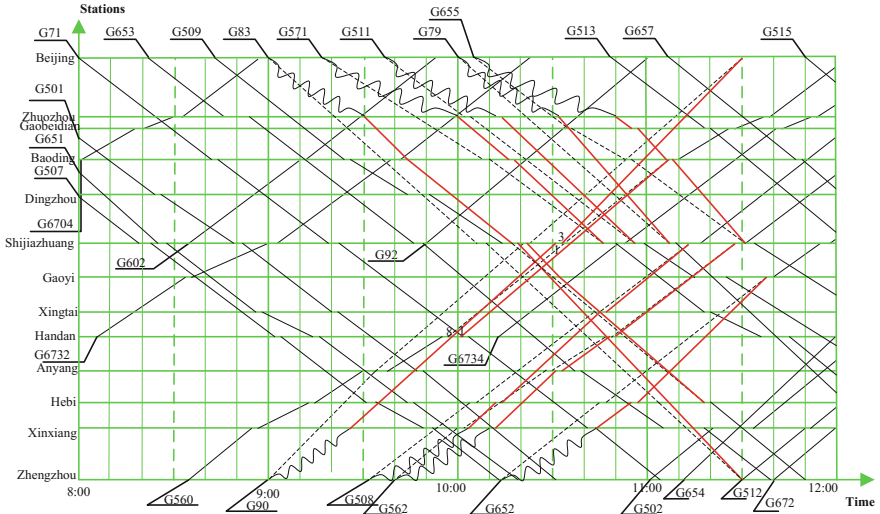 Stations
G655
G71 G653 G509 G83 G571 G511 G79 G513 G657 G515
Beijing
G501
Zhuozhou
Gaobeidian
G651
Baoding
G507
Dingzhou
G6704
Shijiazhuang
3
1
G602
G92
Gaoyi
Xingtai
Handan
G6732
G6734
Anyang
Hebi
Xinxiang
Zhengzhou
8:00 9:00 10:00 11:00 12:00
Time
G560 G90 G508 G562 G652 G502 G654 G512 G672